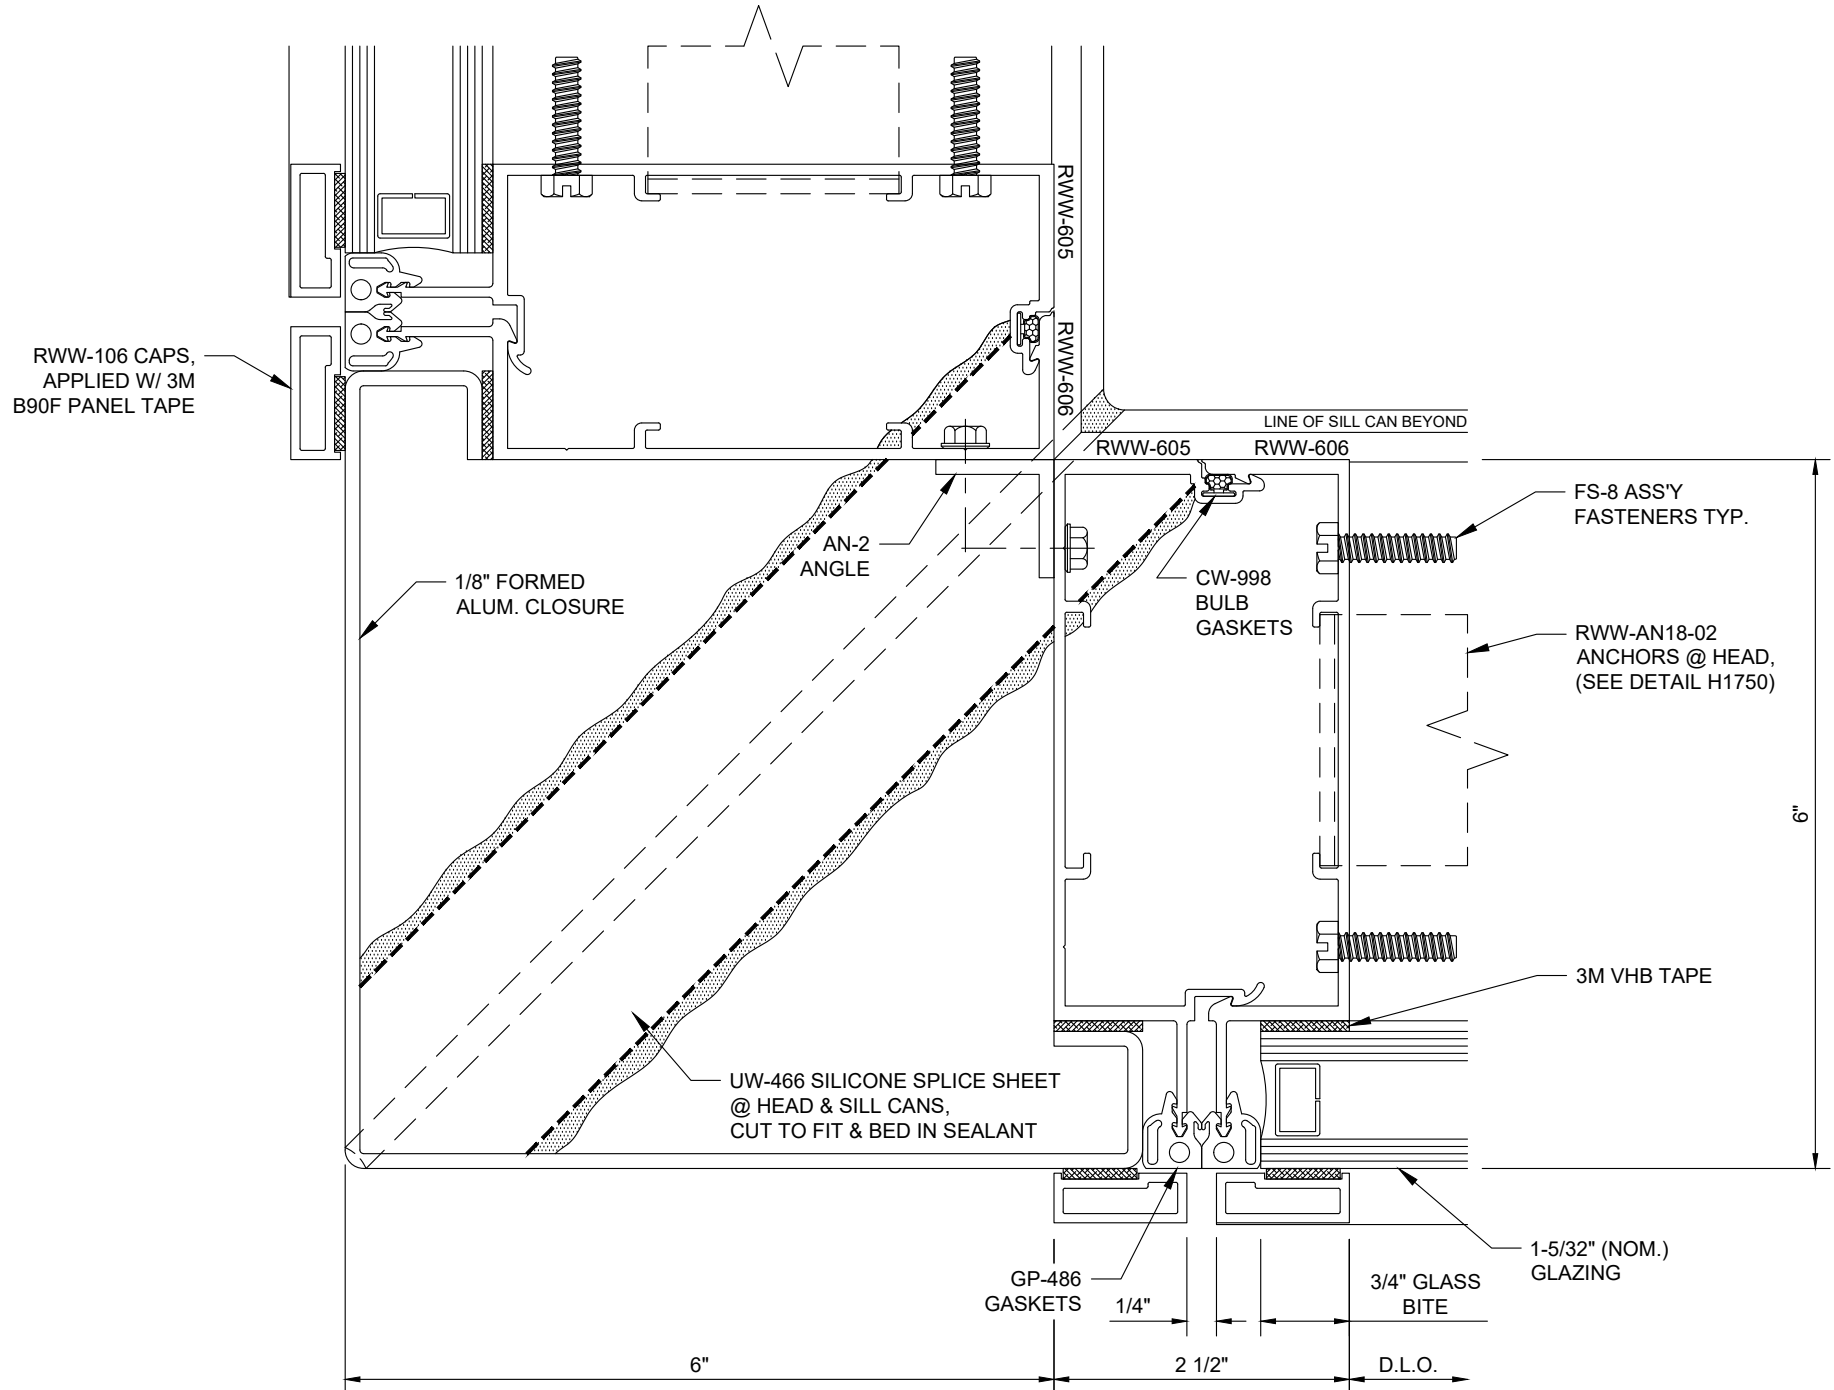 RWW-605
RWW-606
RWW-106 CAPS,
APPLIED W/ 3M
B90F PANEL TAPE
LINE OF SILL CAN BEYOND
RWW-605
RWW-606
FS-8 ASS'Y
FASTENERS TYP.
AN-2
ANGLE
1/8" FORMED
ALUM. CLOSURE
CW-998
BULB
GASKETS
RWW-AN18-02
ANCHORS @ HEAD,
(SEE DETAIL H1750)
6"
3M VHB TAPE
UW-466 SILICONE SPLICE SHEET
@ HEAD & SILL CANS,
CUT TO FIT & BED IN SEALANT
1-5/32" (NOM.)
GLAZING
GP-486
GASKETS
1/4"
3/4" GLASS
BITE
6"
2 1/2"
D.L.O.